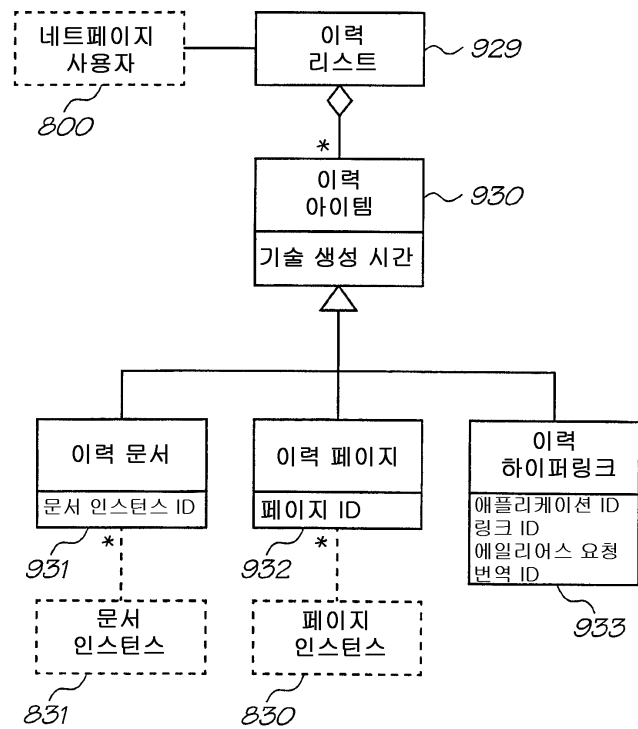 네트페이지
사용자
800
이력
리스트
929
*
이력
아이템
930
기술 생성 시간
이력 문서
문서 인스턴스 ID
931
*
문서
인스턴스
831
이력 페이지
페이지 ID
932
*
페이지
인스턴스
830
이력
하이퍼링크
애플리케이션 ID
링크 ID
에일리어스 요청
번역 ID
933